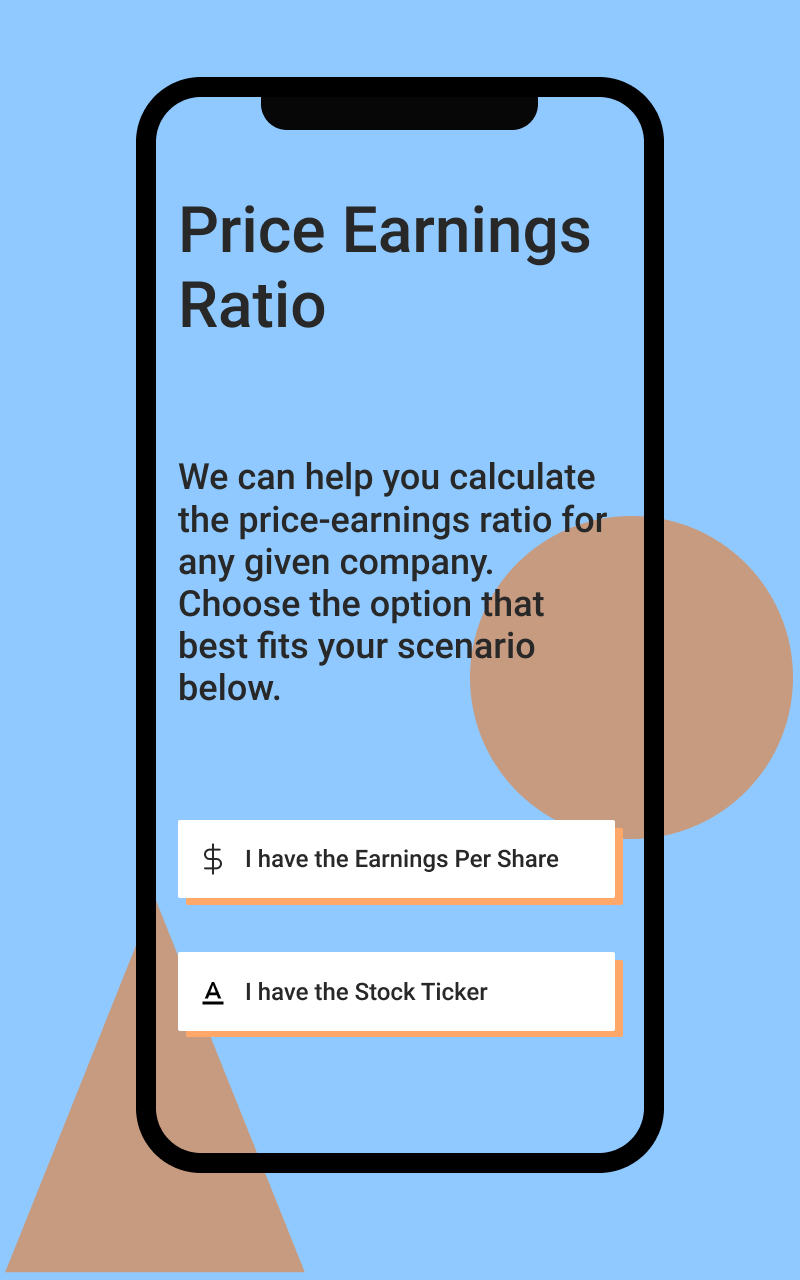 Price Earnings
Ratio
We can help you calculate
the price-earnings ratio for
any given company.
Choose the option that
best fits your scenario
below.
$ I have the Earnings Per Share
A I have the Stock Ticker